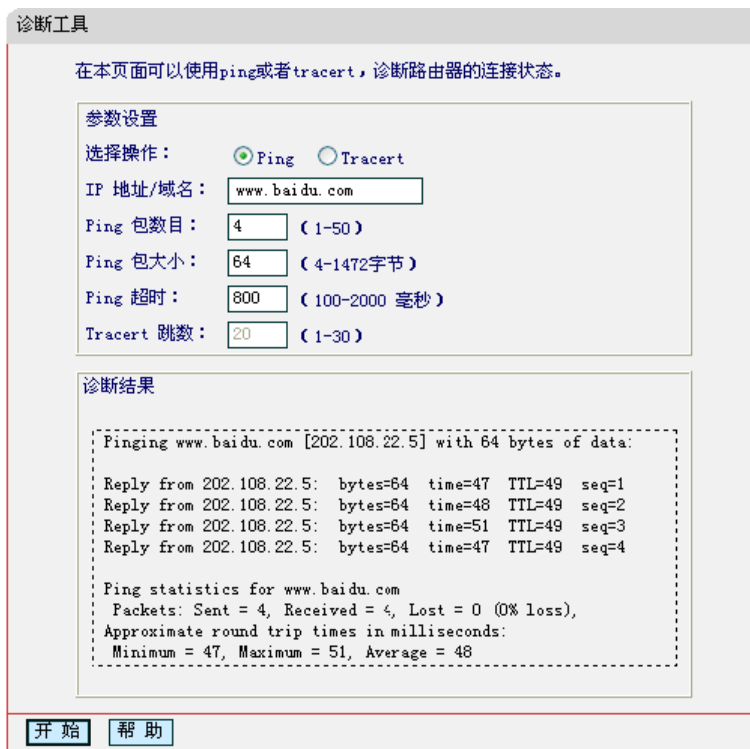 诊断工具
在本页面可以使用ping或者tracert，诊断路由器的连接状态。
参数设置
选择操作： Ping Tracert
IP 地址/域名： www.baidu.com
Ping 包数目： 4 (1-50)
Ping 包大小： 64 (4-1472字节)
Ping 超时： 800 (100-2000 毫秒)
Tracert 跳数： 20 (1-30)
诊断结果
Pinging www.baidu.com [202.108.22.5] with 64 bytes of data:
Reply from 202.108.22.5: bytes=64 time=47 TTL=49 seq=1
Reply from 202.108.22.5: bytes=64 time=48 TTL=49 seq=2
Reply from 202.108.22.5: bytes=64 time=51 TTL=49 seq=3
Reply from 202.108.22.5: bytes=64 time=47 TTL=49 seq=4
Ping statistics for www.baidu.com
Packets: Sent = 4, Received = 4, Lost = 0 (0% loss),
Approximate round trip times in milliseconds:
Minimum = 47, Maximum = 51, Average = 48
开 始 帮 助